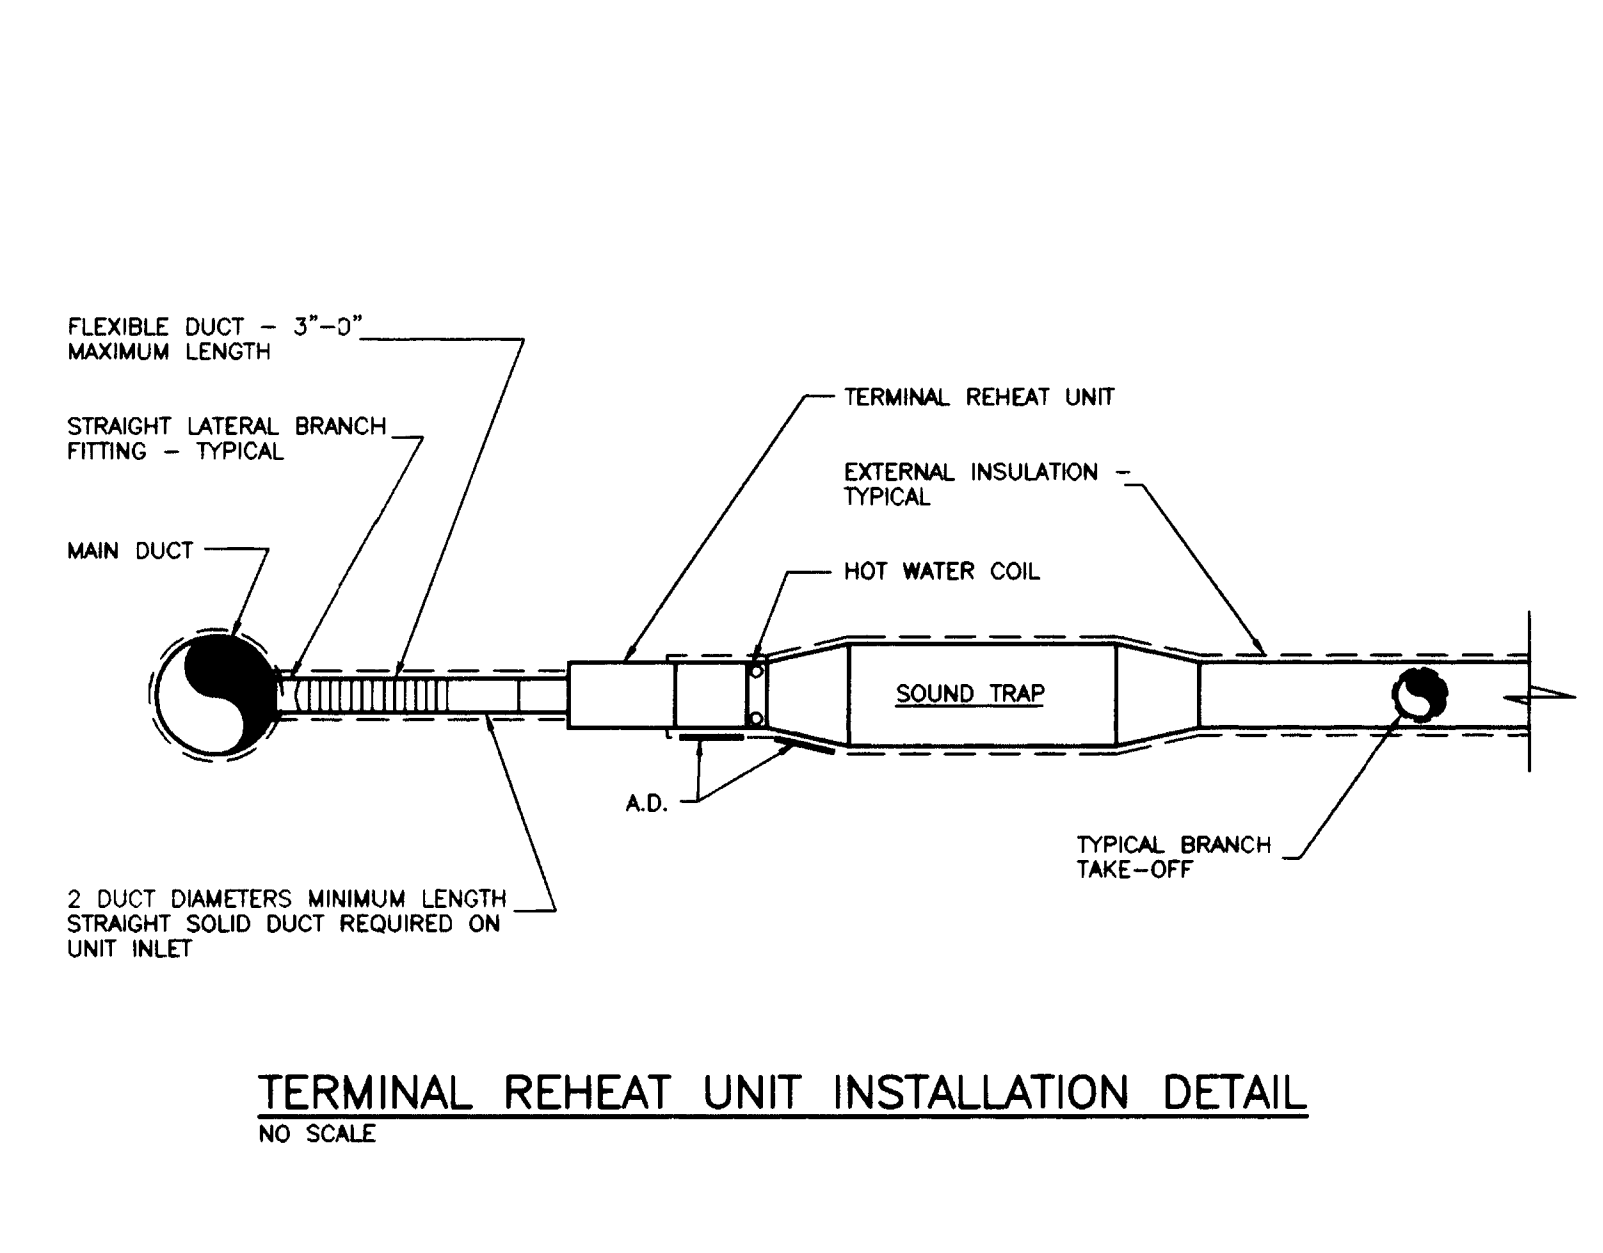 FLEXIBLE DUCT - 3"-0"
MAXIMUM LENGTH
STRAIGHT LATERAL BRANCH
FITTING - TYPICAL
MAIN DUCT
TERMINAL REHEAT UNIT
EXTERNAL INSULATION -
TYPICAL
HOT WATER COIL
SOUND TRAP
A.D.
TYPICAL BRANCH
TAKE-OFF
2 DUCT DIAMETERS MINIMUM LENGTH
STRAIGHT SOLID DUCT REQUIRED ON
UNIT INLET
TERMINAL REHEAT UNIT INSTALLATION DETAIL
NO SCALE